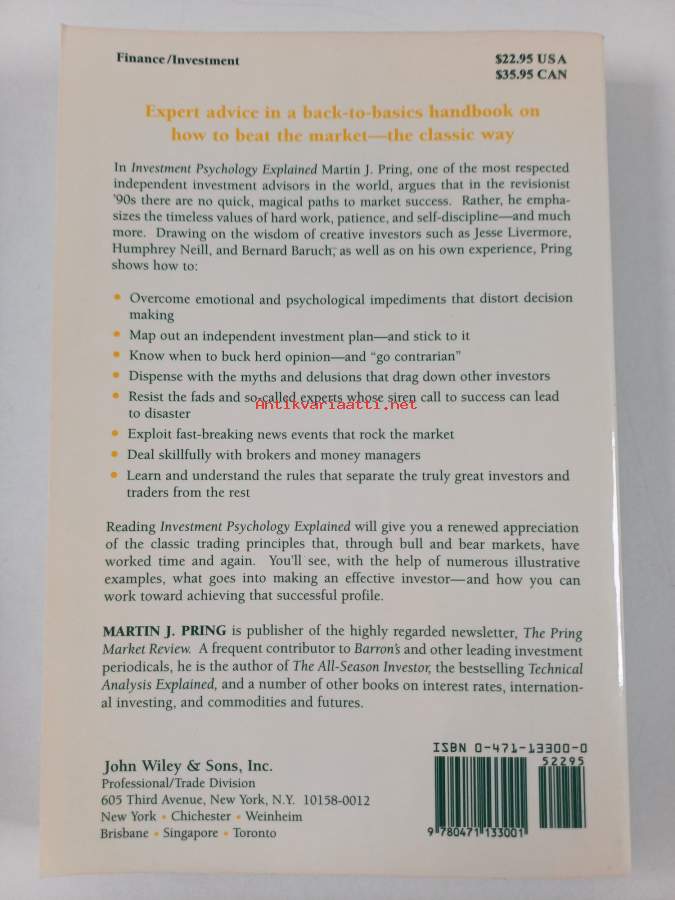 Finance/Investment
$22.95 USA
$35.95 CAN
Expert advice in a back-to-basics handbook on
how to beat the market—the classic way
In Investment Psychology Explained Martin J. Pring, one of the most respected
independent investment advisors in the world, argues that in the revisionist
'90s there are no quick, magical paths to market success. Rather, he empha-
sizes the timeless values of hard work, patience, and self-discipline—and much
more. Drawing on the wisdom of creative investors such as Jesse Livermore,
Humphrey Neill, and Bernard Baruch, as well as on his own experience, Pring
shows how to:
• Overcome emotional and psychological impediments that distort decision
making
• Map out an independent investment plan—and stick to it
• Know when to buck herd opinion—and “go contrarian”
• Dispense with the myths and delusions that drag down other investors
• Resist the fads and so-called experts whose siren call to success can lead
to disaster
Antikvariaatti.net
• Exploit fast-breaking news events that rock the market
• Deal skillfully with brokers and money managers
• Learn and understand the rules that separate the truly great investors and
traders from the rest
Reading Investment Psychology Explained will give you a renewed appreciation
of the classic trading principles that, through bull and bear markets, have
worked time and again. You'll see, with the help of numerous illustrative
examples, what goes into making an effective investor—and how you can
work toward achieving that successful profile.
MARTIN J. PRING is publisher of the highly regarded newsletter, The Pring
Market Review. A frequent contributor to Barron's and other leading investment
periodicals, he is the author of The All-Season Investor, the bestselling Technical
Analysis Explained, and a number of other books on interest rates, internation-
al investing, and commodities and futures.
John Wiley & Sons, Inc.
Professional/Trade Division
605 Third Avenue, New York, N.Y. 10158-0012
New York • Chichester • Weinheim
Brisbane • Singapore • Toronto
ISBN 0-471-13300-0
52295
9 780471 133001